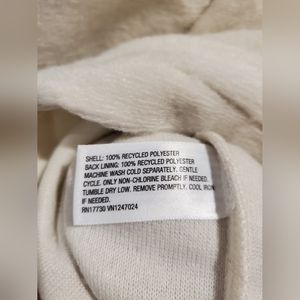 SHELL: 100% RECYCLED POLYESTER
BACK LINING: 100% RECYCLED POLYESTER
MACHINE WASH COLD SEPARATELY. GENTLE
CYCLE. ONLY NON-CHLORINE BLEACH IF NEEDED.
TUMBLE DRY LOW. REMOVE PROMPTLY. COOL IRON
IF NEEDED.
RN17730 VN1247024